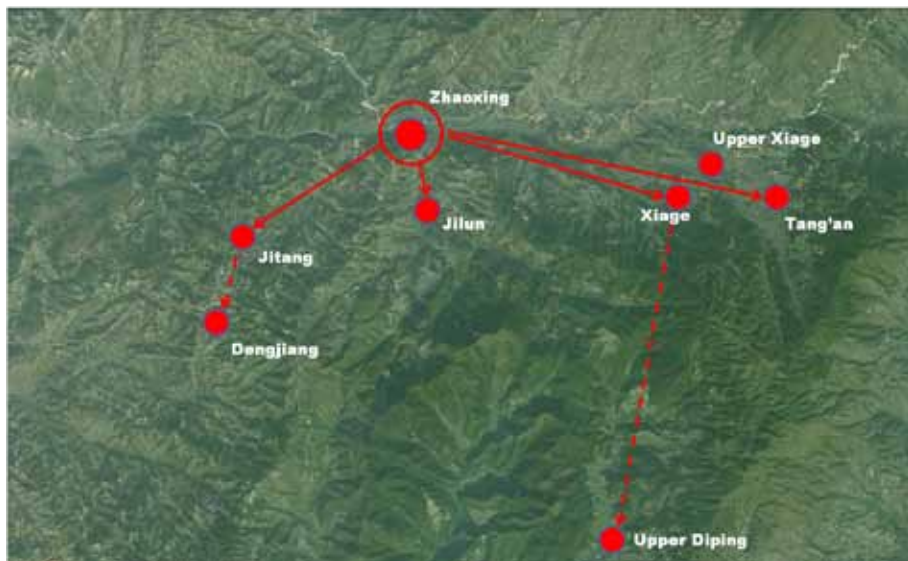 Zhaoxing
Upper Xiage
Xiage
Tang'an
Jilun
Jitang
Dengjiang
Upper Diping